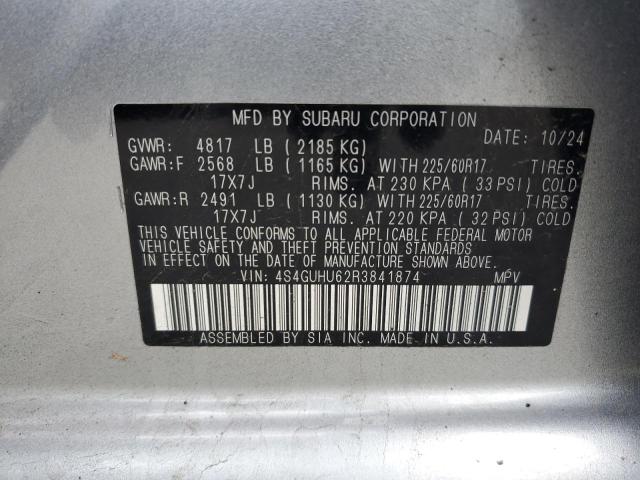 MFD BY SUBARU CORPORATION
GVWR: 4817 LB ( 2185 KG) DATE: 10/24
GAWR:F 2568 LB ( 1165 KG) WITH 225/60R17 TIRES.
17X7J RIMS. AT 230 KPA ( 33 PSI) COLD
GAWR:R 2491 LB ( 1130 KG) WITH 225/60R17 TIRES.
17X7J RIMS. AT 220 KPA ( 32 PSI) COLD
THIS VEHICLE CONFORMS TO ALL APPLICABLE FEDERAL MOTOR
VEHICLE SAFETY AND THEFT PREVENTION STANDARDS
IN EFFECT ON THE DATE OF MANUFACTURE SHOWN ABOVE.
VIN: 4S4GUHU62R3841874 MPV
ASSEMBLED BY SIA INC. MADE IN U.S.A.